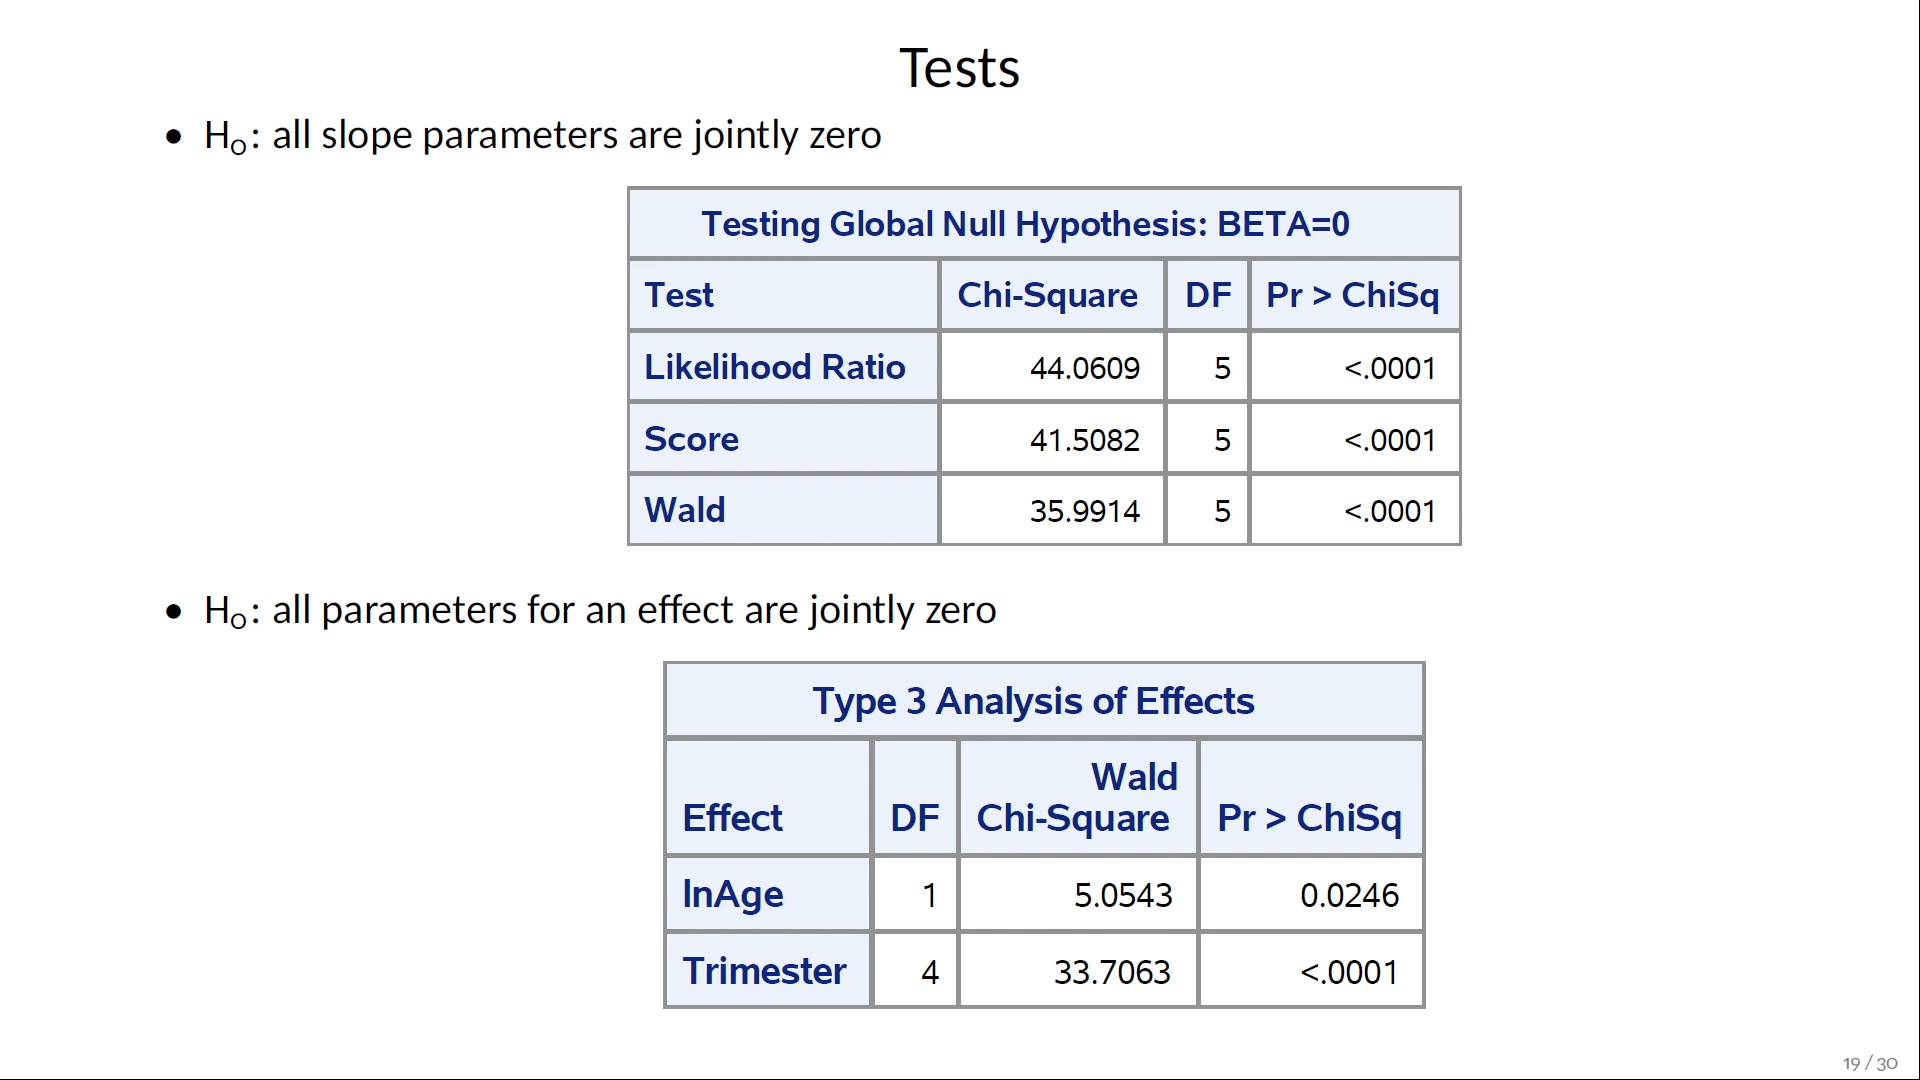 Tests
• H₀: all slope parameters are jointly zero
Testing Global Null Hypothesis: BETA=0
Test Chi-Square DF Pr > ChiSq
Likelihood Ratio 44.0609 5 <.0001
Score 41.5082 5 <.0001
Wald 35.9914 5 <.0001
• H₀: all parameters for an effect are jointly zero
Type 3 Analysis of Effects
Wald
Effect DF Chi-Square Pr > ChiSq
lnAge 1 5.0543 0.0246
Trimester 4 33.7063 <.0001
19 / 30